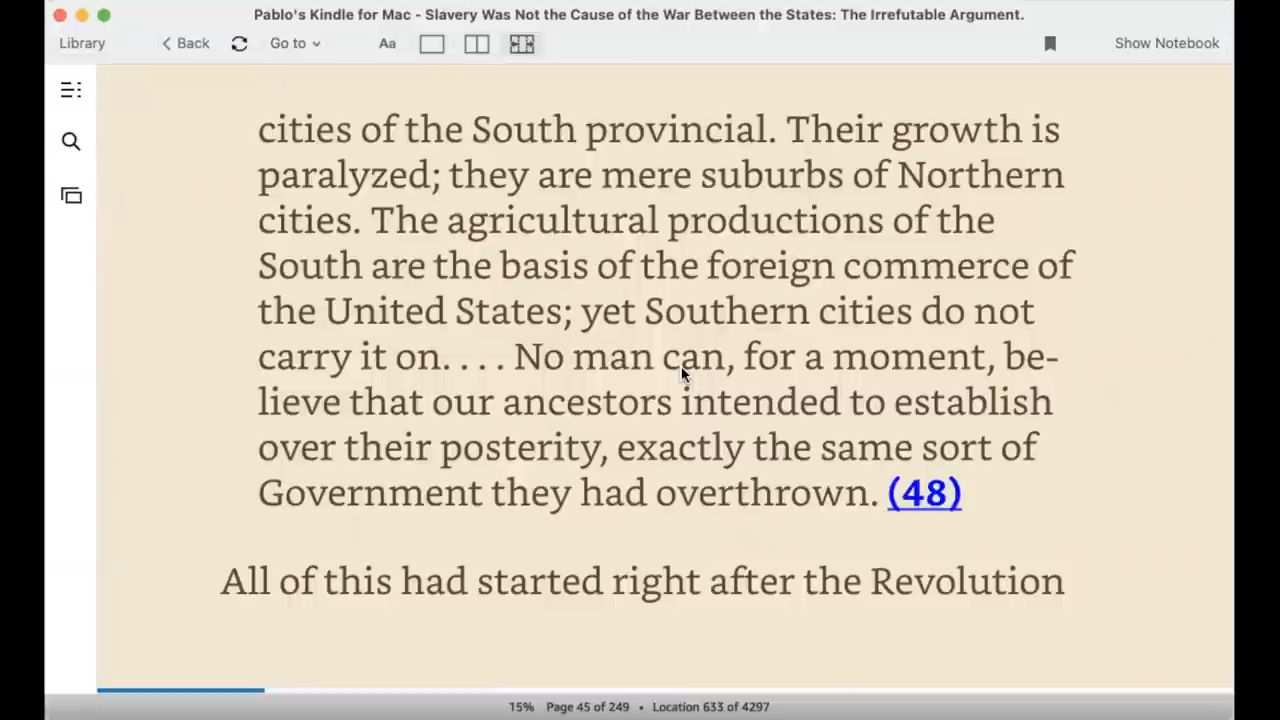 Pablo's Kindle for Mac - Slavery Was Not the Cause of the War Between the States: The Irrefutable Argument.
Library Back Go to Aa Show Notebook
cities of the South provincial. Their growth is
paralyzed; they are mere suburbs of Northern
cities. The agricultural productions of the
South are the basis of the foreign commerce of
the United States; yet Southern cities do not
carry it on. . . . No man can, for a moment, be-
lieve that our ancestors intended to establish
over their posterity, exactly the same sort of
Government they had overthrown. (48)
All of this had started right after the Revolution
15% Page 45 of 249 • Location 633 of 4297